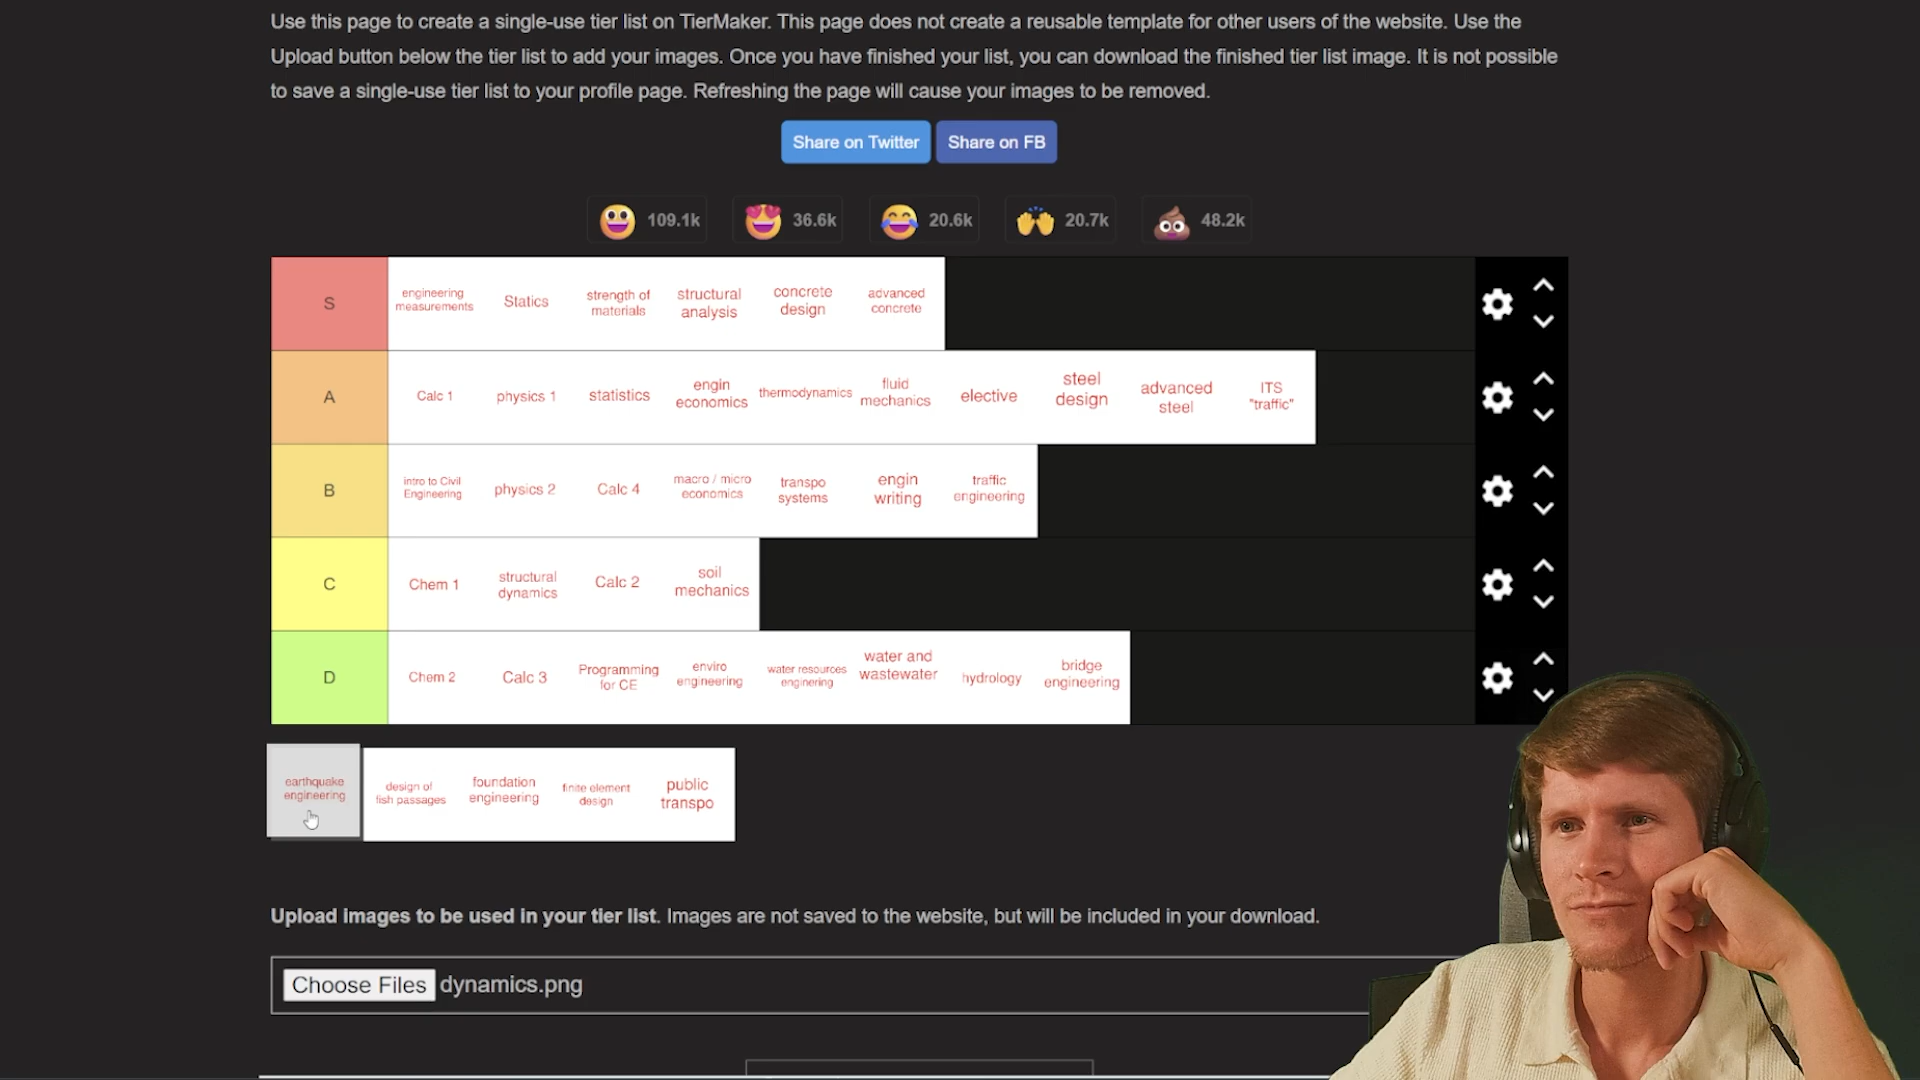 Use this page to create a single-use tier list on TierMaker. This page does not create a reusable template for other users of the website. Use the
Upload button below the tier list to add your images. Once you have finished your list, you can download the finished tier list image. It is not possible
to save a single-use tier list to your profile page. Refreshing the page will cause your images to be removed.
Share on Twitter
Share on FB
109.1k
36.6k
20.6k
20.7k
48.2k
S
engineering
measurements
Statics
strength of
materials
structural
analysis
concrete
design
advanced
concrete
A
Calc 1
physics 1
statistics
engin
economics
thermodynamics
fluid
mechanics
elective
steel
design
advanced
steel
ITS
"traffic"
B
intro to Civil
Engineering
physics 2
Calc 4
macro / micro
economics
transpo
systems
engin
writing
traffic
engineering
C
Chem 1
structural
dynamics
Calc 2
soil
mechanics
D
Chem 2
Calc 3
Programming
for CE
enviro
engineering
water resources
enginering
water and
wastewater
hydrology
bridge
engineering
earthquake
engineering
design of
fish passages
foundation
engineering
finite element
design
public
transpo
Upload images to be used in your tier list. Images are not saved to the website, but will be included in your download.
Choose Files dynamics.png